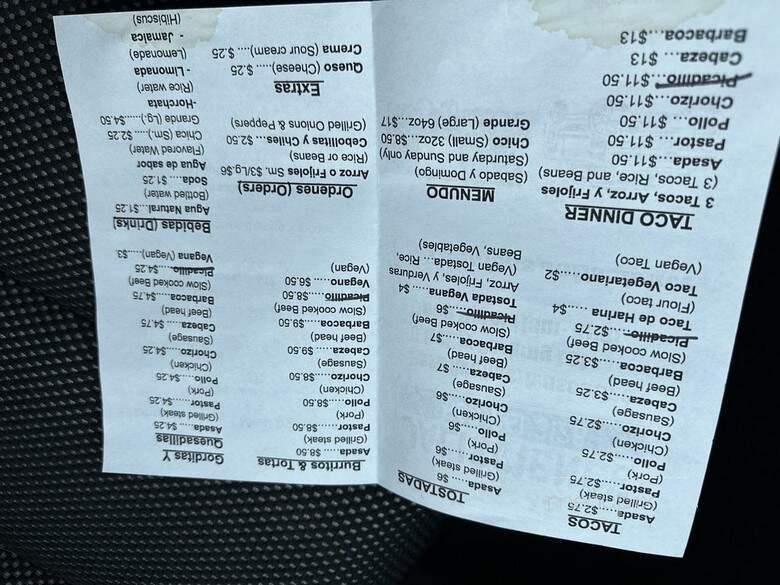 TACOS
Asada......$2.75
(Grilled steak)
Pastor.....$2.75
(Pork)
Pollo......$2.75
(Chicken)
Chorizo....$2.75
(Sausage)
Cabeza.....$3.25
(Beef head)
Barbacoa...$3.25
(Slow cooked Beef)
Picadillo...$2.75
Taco de Harina......$4
(Flour taco)
Taco Vegetariano.....$2
(Vegan Taco)
TACO DINNER
3 Tacos, Arroz, y Frijoles
(3 Tacos, Rice, and Beans)
Asada...$11.50
Pastor...$11.50
Pollo...$11.50
Chorizo...$11.50
Picadillo...$11.50
Cabeza... $13
Barbacoa...$13
TOSTADAS
Asada..... $6
(Grilled steak)
Pastor..... $6
(Pork)
Pollo...... $6
(Chicken)
Chorizo..... $6
(Sausage)
Cabeza...... $7
(Beef head)
Barbacoa.....$7
(Slow cooked Beef)
Picadillo..... $6
Tostada Vegana..... $4
Arroz, Frijoles, y Verduras
(Vegan Tostada... Rice,
Beans, Vegetables)
MENUDO
(Sabado y Domingo)
(Saturday and Sunday only)
Chico (Small) 32oz...$8.50
Grande (Large) 64oz...$17
Burritos & Tortas
Asada..... $8.50
(Grilled steak)
Pastor..... $8.50
(Pork)
Pollo.....$8.50
(Chicken)
Chorizo.....$8.50
(Sausage)
Cabeza..... $9.50
(Beef head)
Barbacoa.....$9.50
(Slow cooked Beef)
Picadillo.....$8.50
Vegano..... $6.50
(Vegan)
Ordenes (Orders)
Arroz o Frijoles Sm. $3/Lg.$6
(Rice or Beans)
Cebollitas y Chiles... $2.50
(Grilled Onions & Peppers)
Extras
Queso (Cheese)..... $.25
Crema (Sour cream).... $.25
Gorditas Y
Quesadillas
Asada.... $4.25
(Grilled steak)
Pastor.....$4.25
(Pork)
Pollo.....$4.25
(Chicken)
Chorizo....$4.25
(Sausage)
Cabeza..... $4.75
(Beef head)
Barbacoa.....$4.75
(Slow cooked Beef)
Picadillo.... $4.25
Vegana (Vegan).....$3.
Bebidas (Drinks)
Agua Natural...$1.25
(Bottled water)
Soda.....$1.25
Agua de sabor
(Flavored Water)
Chica (Sm.)..... $2.25
Grande (Lg.).....$4.50
-Horchata
(Rice water)
- Limonada
(Lemonade)
- Jamaica
(Hibiscus)